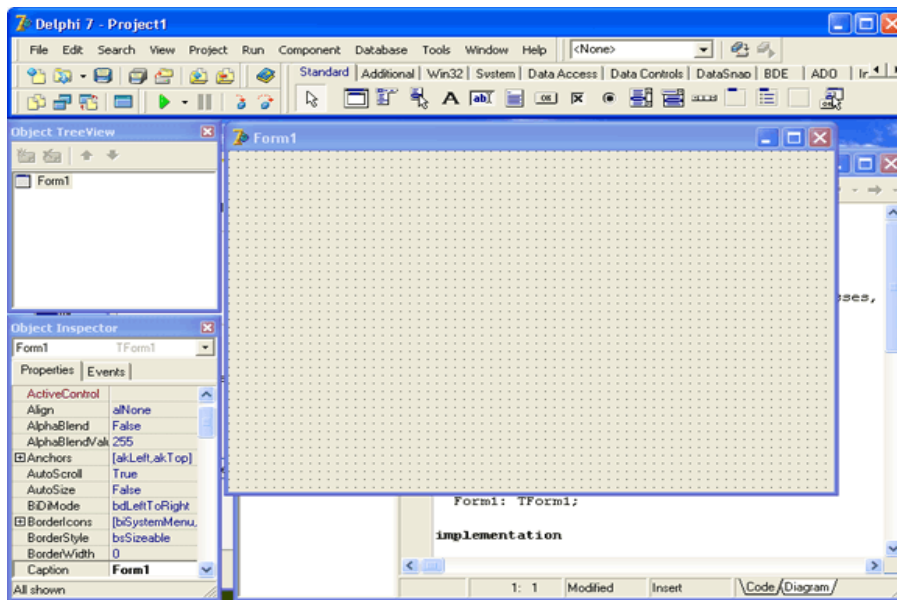 Delphi 7 - Project1
File Edit Search View Project Run Component Database Tools Window Help <None>
Standard Additional Win32 System Data Access Data Controls DataSnap BDE ADO
Object TreeView
Form1
Form1
sses,
Object Inspector
Form1 TForm1
Properties Events
ActiveControl
Align alNone
AlphaBlend False
AlphaBlendValu 255
Anchors [akLeft,akTop]
AutoScroll True
AutoSize False
BiDiMode bdLeftToRight
BorderIcons [biSystemMenu,
BorderStyle bsSizeable
BorderWidth 0
Caption Form1
All shown
Form1: TForm1;
implementation
1: 1 Modified Insert Code Diagram